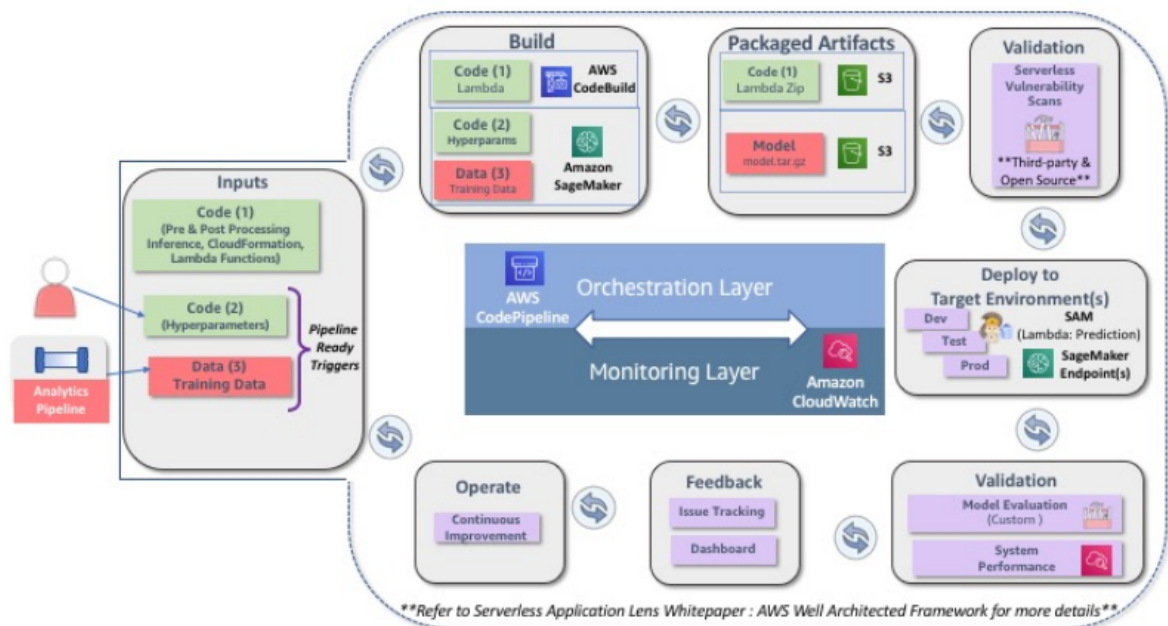 Build
Code (1)
Lambda
AWS
CodeBuild
Code (2)
Hyperparams
Data (3)
Training Data
Amazon
SageMaker
Packaged Artifacts
Code (1)
Lambda Zip
S3
Model
model.tar.gz
S3
Validation
Serverless
Vulnerability
Scans
**Third-party &
Open Source**
Inputs
Code (1)
(Pre & Post Processing
Inference, CloudFormation,
Lambda Functions)
Code (2)
(Hyperparameters)
Data (3)
Training Data
Pipeline
Ready
Triggers
Analytics
Pipeline
AWS
CodePipeline
Orchestration Layer
Monitoring Layer
Amazon
CloudWatch
Deploy to
Target Environment(s)
Dev
Test
Prod
SAM
(Lambda: Prediction)
SageMaker
Endpoint(s)
Operate
Continuous
Improvement
Feedback
Issue Tracking
Dashboard
Validation
Model Evaluation
(Custom )
System
Performance
**Refer to Serverless Application Lens Whitepaper : AWS Well Architected Framework for more details**